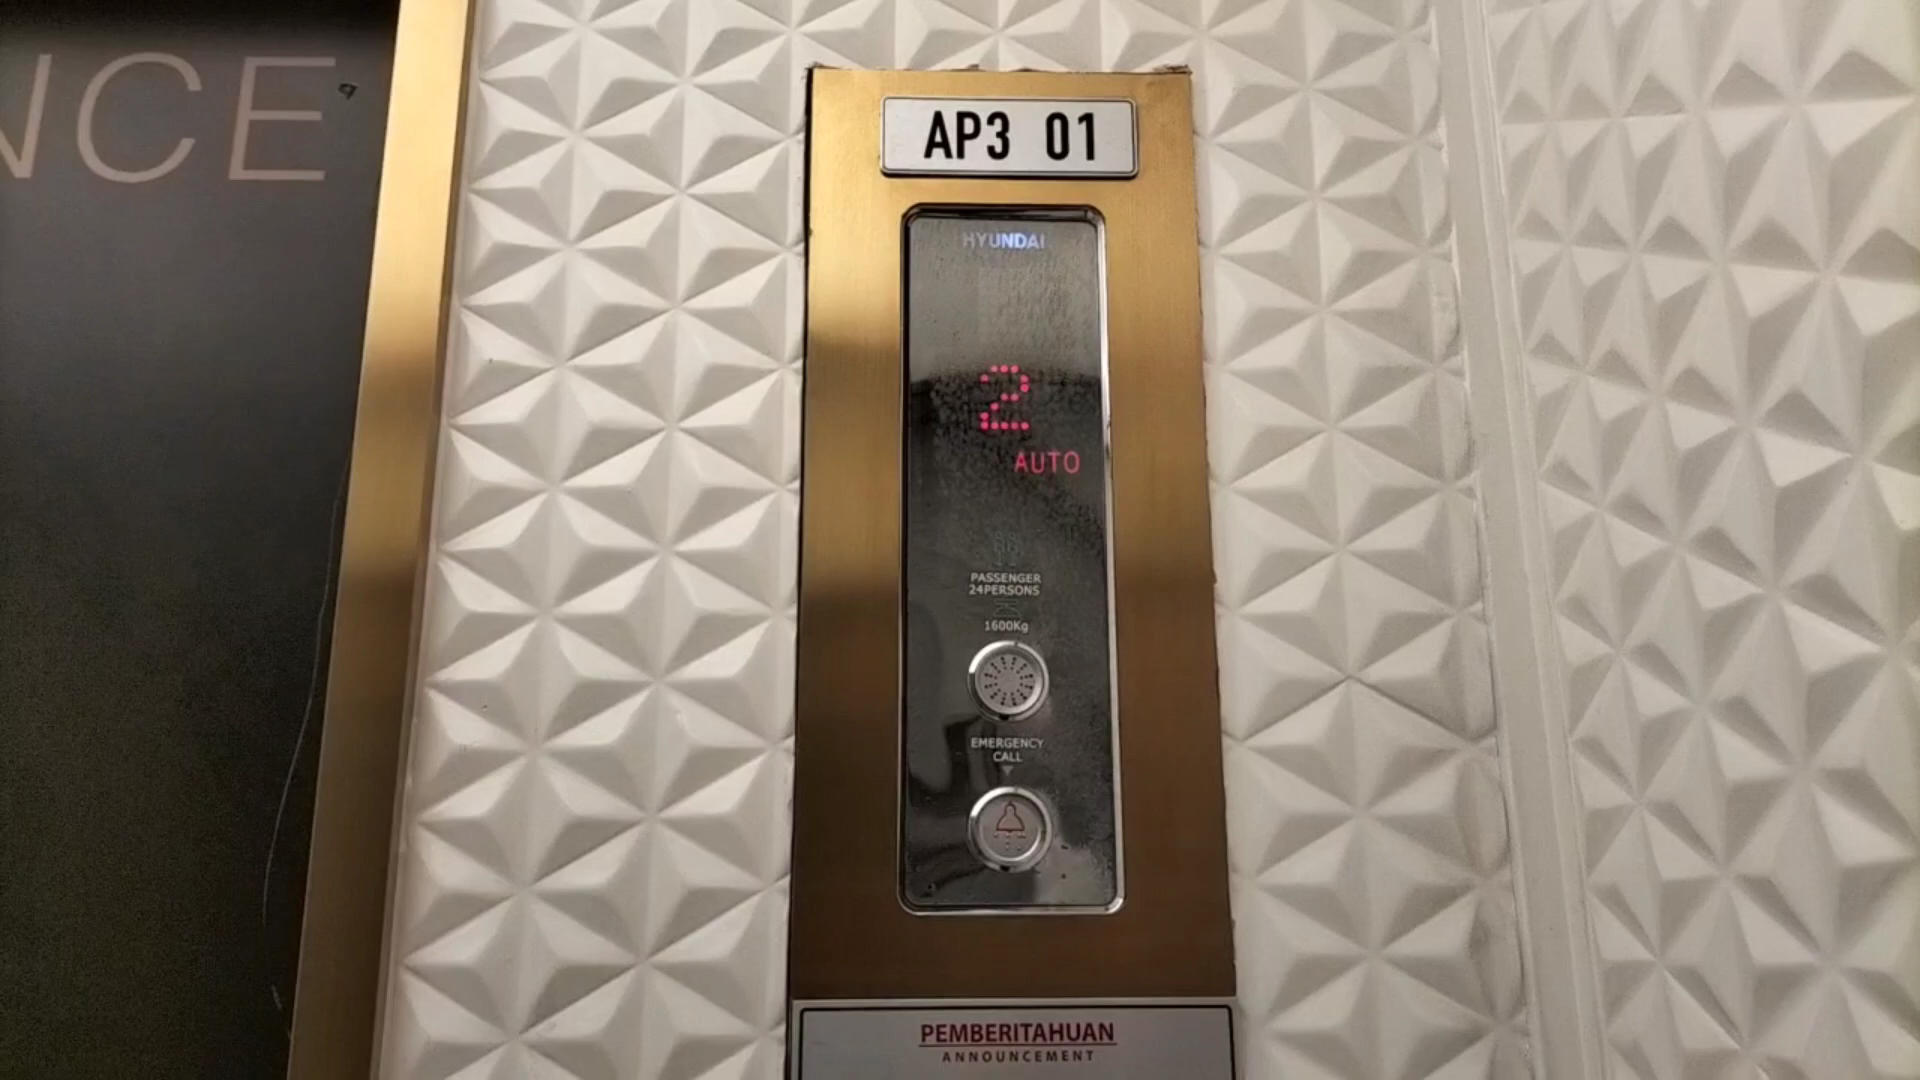 NCE
AP3 01
HYUNDAI
2
AUTO
PASSENGER
24PERSONS
1600Kg
EMERGENCY
CALL
PEMBERITAHUAN
ANNOUNCEMENT